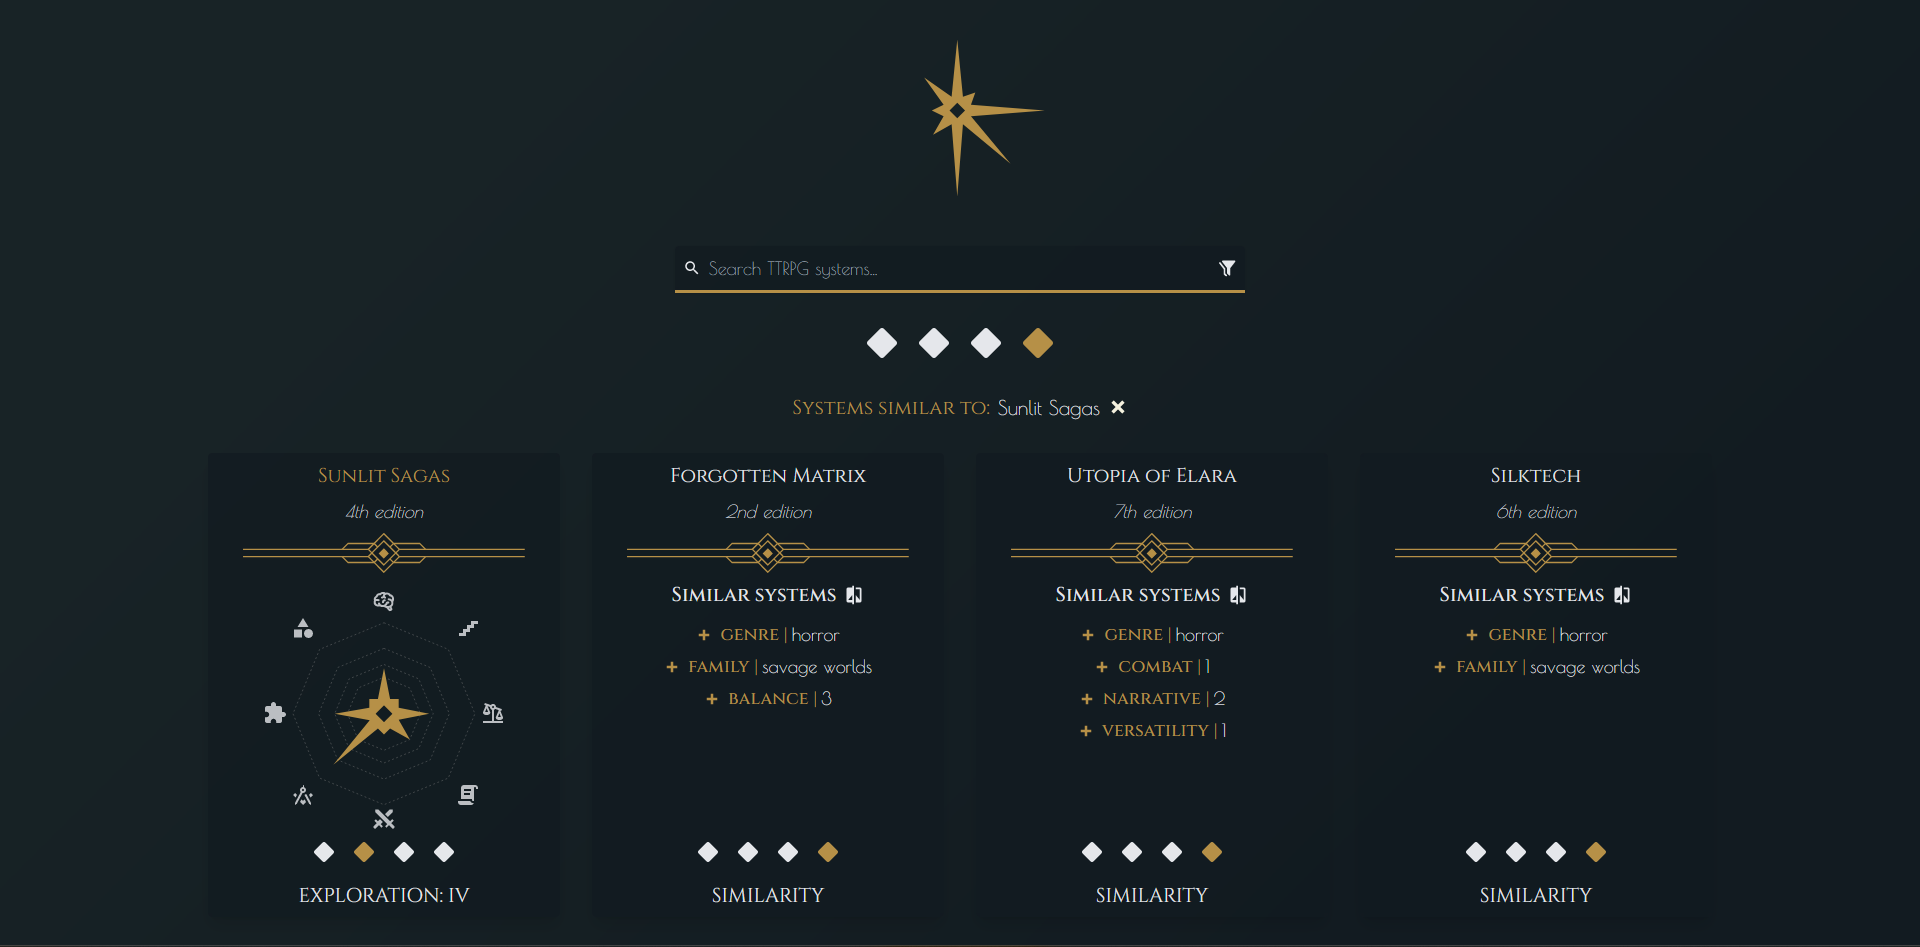 Search TTRPG systems...
Systems similar to: Sunlit Sagas
Sunlit Sagas
4th edition
EXPLORATION: IV
Forgotten Matrix
2nd edition
Similar systems
GENRE | horror
FAMILY | savage worlds
BALANCE | 3
SIMILARITY
Utopia of Elara
7th edition
Similar systems
GENRE | horror
COMBAT | 1
NARRATIVE | 2
VERSATILITY | 1
SIMILARITY
Silktech
6th edition
Similar systems
GENRE | horror
FAMILY | savage worlds
SIMILARITY